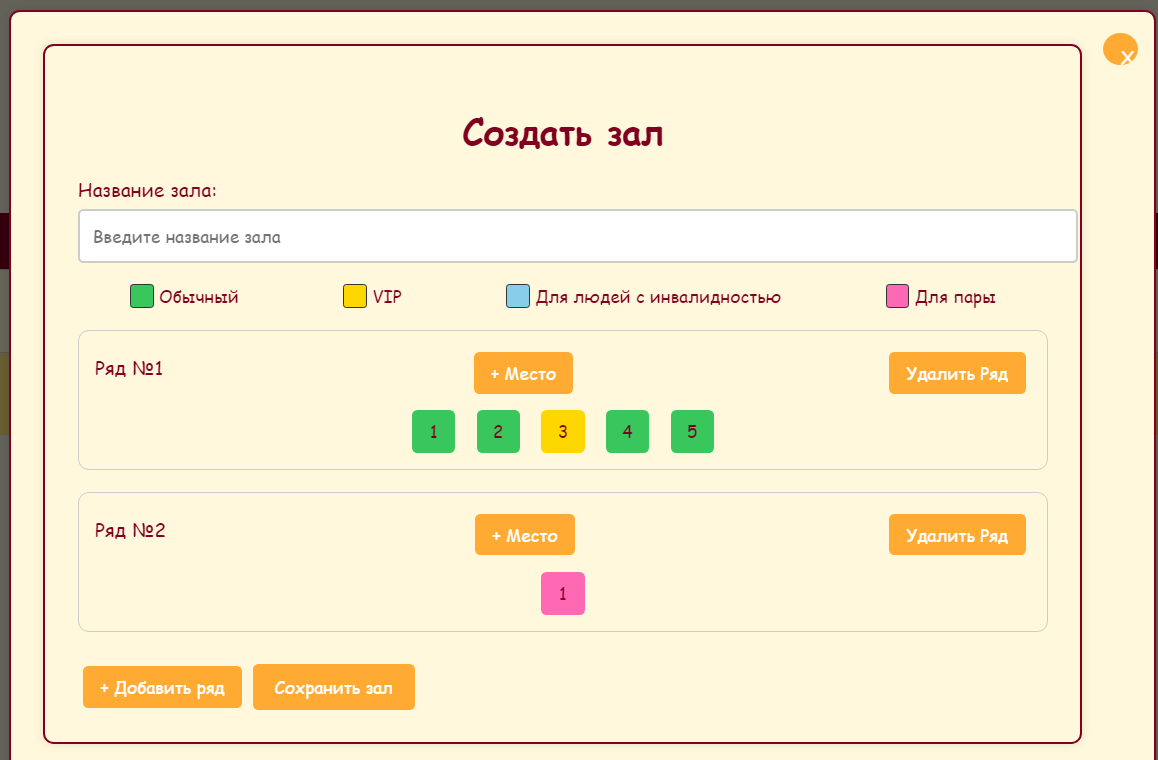 x
Создать зал
Название зала:
Введите название зала
Обычный VIP Для людей с инвалидностью Для пары
Ряд №1 + Место Удалить Ряд
1 2 3 4 5
Ряд №2 + Место Удалить Ряд
1
+ Добавить ряд Сохранить зал